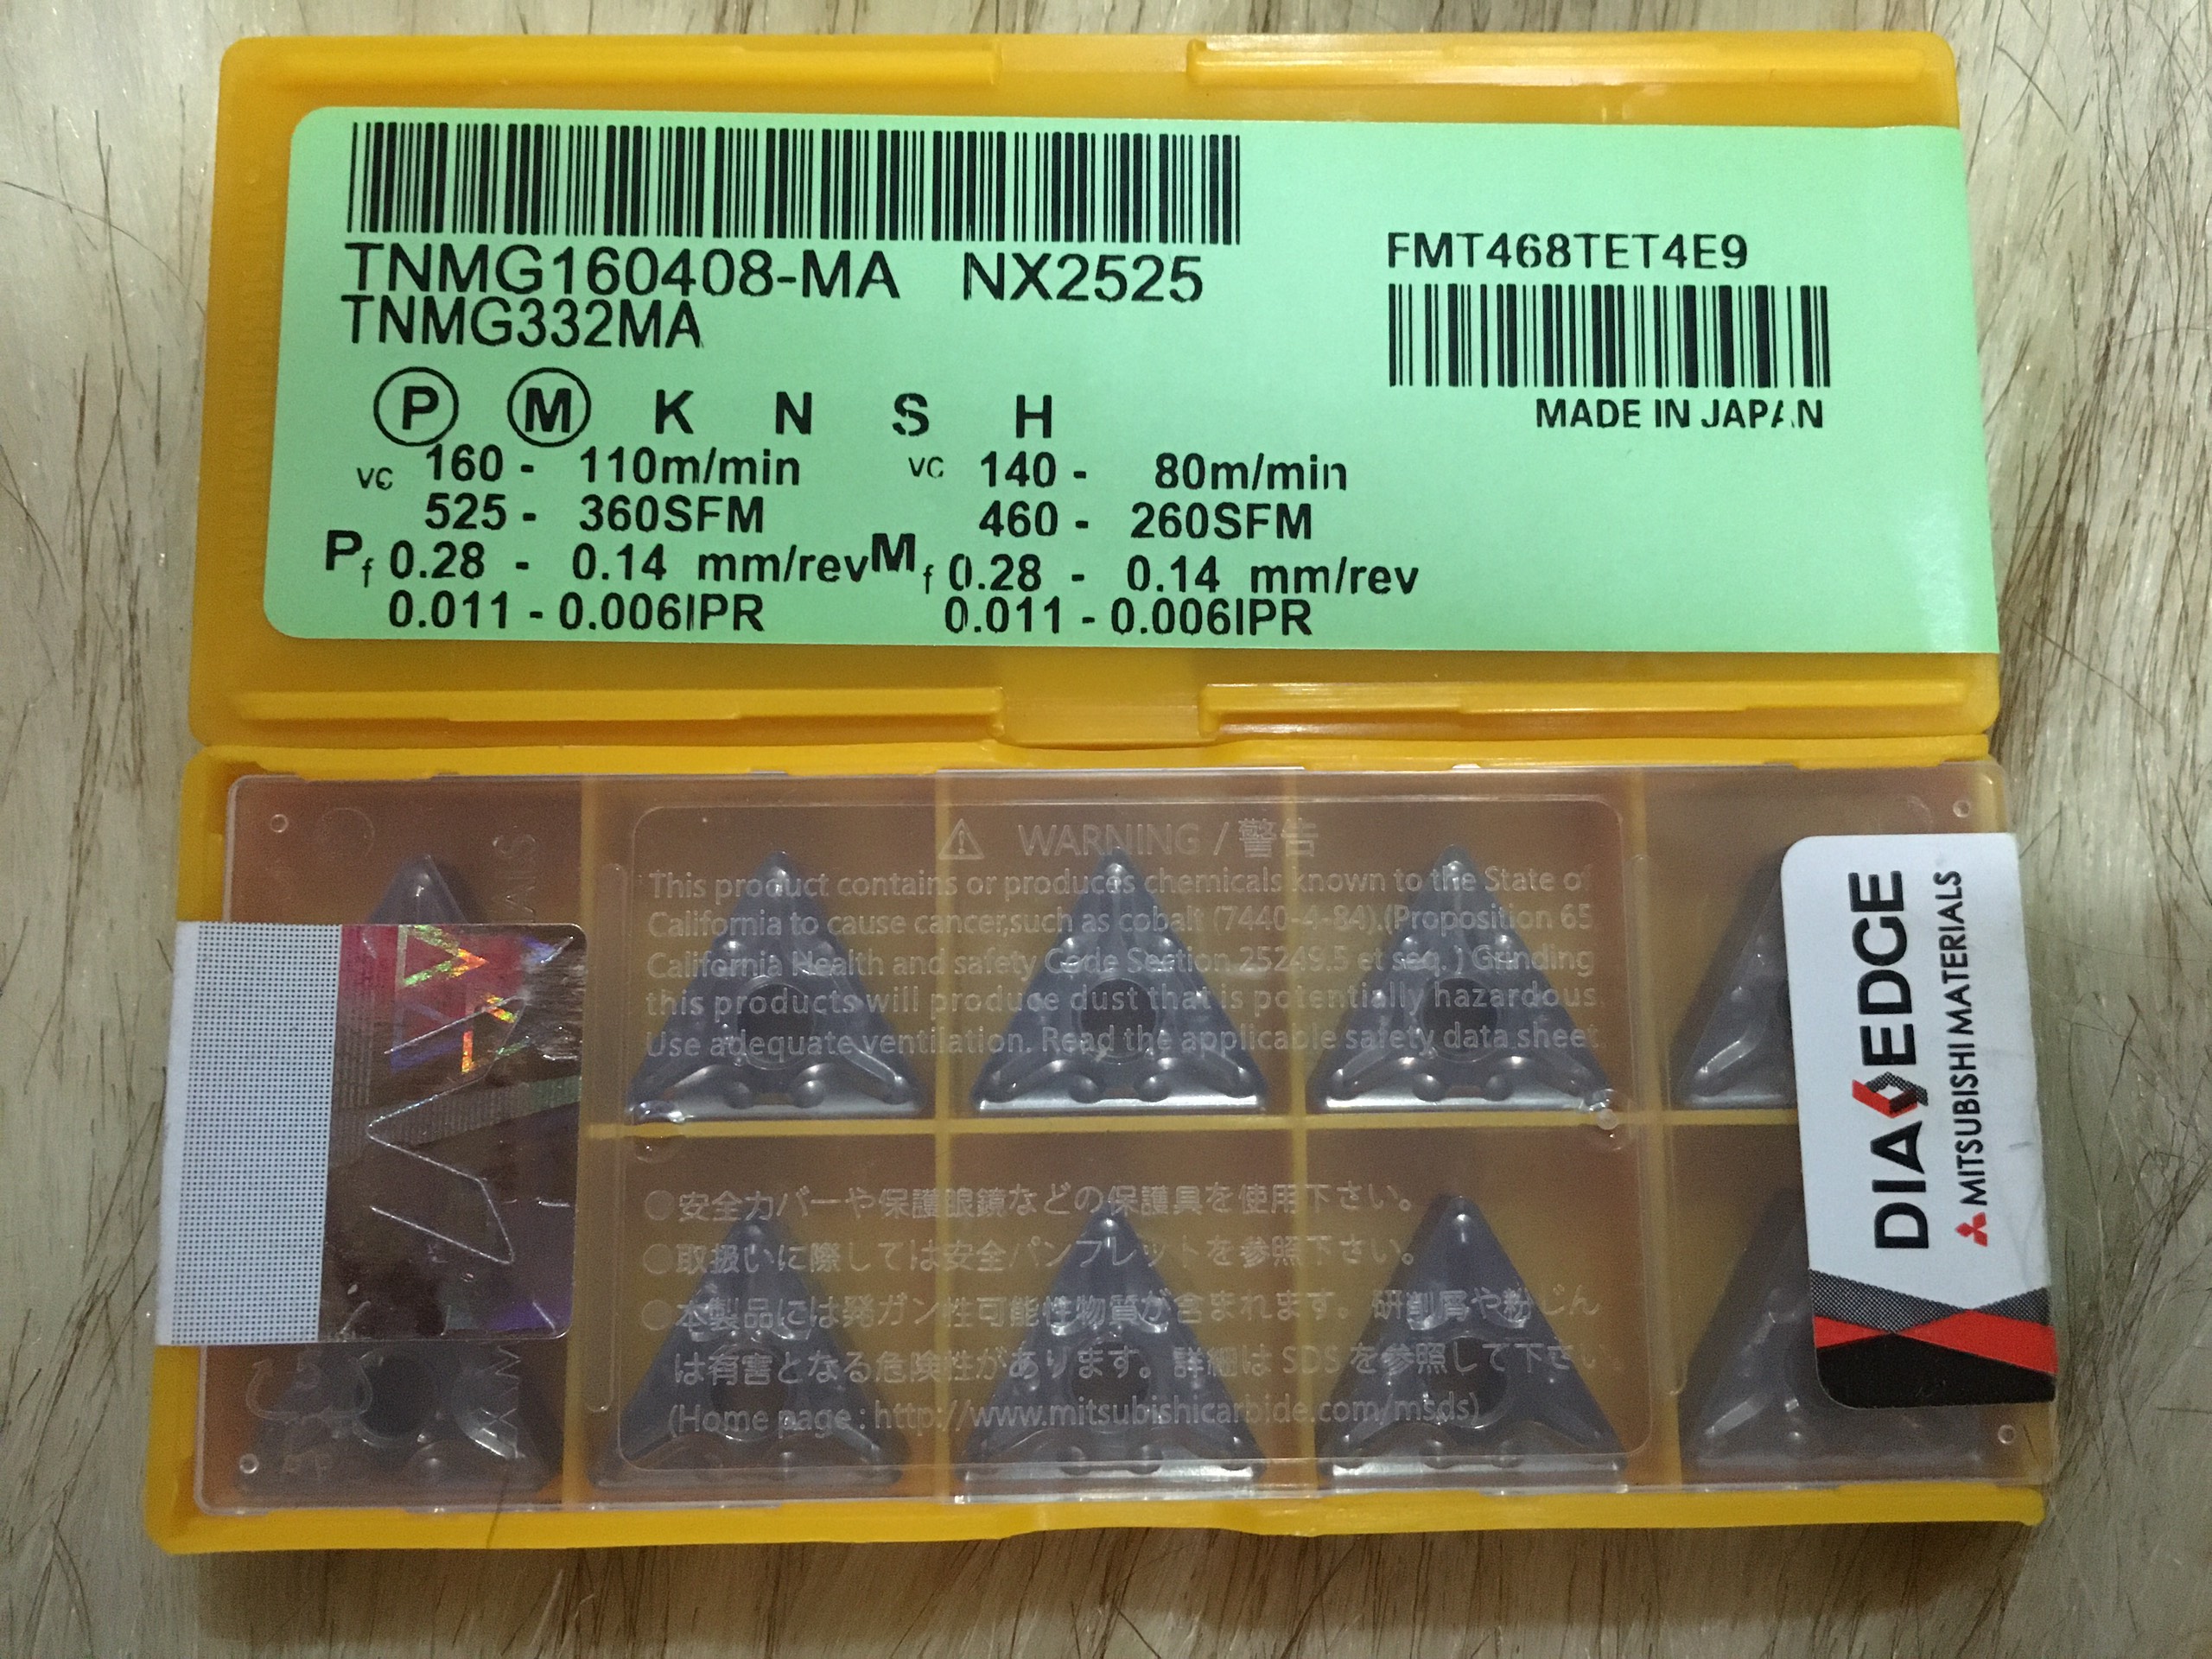 TNMG160408-MA NX2525
TNMG332MA
P M K N S H
vc 160 - 110m/min vc 140 - 80m/min
525 - 360SFM 460 - 260SFM
P f 0.28 - 0.14 mm/rev M f 0.28 - 0.14 mm/rev
0.011 - 0.006IPR 0.011 - 0.006IPR
FMT468TET4E9
MADE IN JAPAN
WARNING / 警告
This product contains or produces chemicals known to the State of
California to cause cancer,such as cobalt (7440-4-84).(Proposition 65
California Health and safety Code Section 25249.5 et seq. ) Grinding
this products will produce dust that is potentially hazardous.
Use adequate ventilation. Read the applicable safety data sheet.
●安全カバーや保護眼鏡などの保護具を使用下さい。
●取扱いに際しては安全パンフレットを参照下さい。
●本製品には発ガン性可能性物質が含まれます。研削屑や粉じん
は有害となる危険性があります。詳細は SDS を参照して下さい。
(Home page : http://www.mitsubishicarbide.com/msds)
DIAEDGE
MITSUBISHI MATERIALS